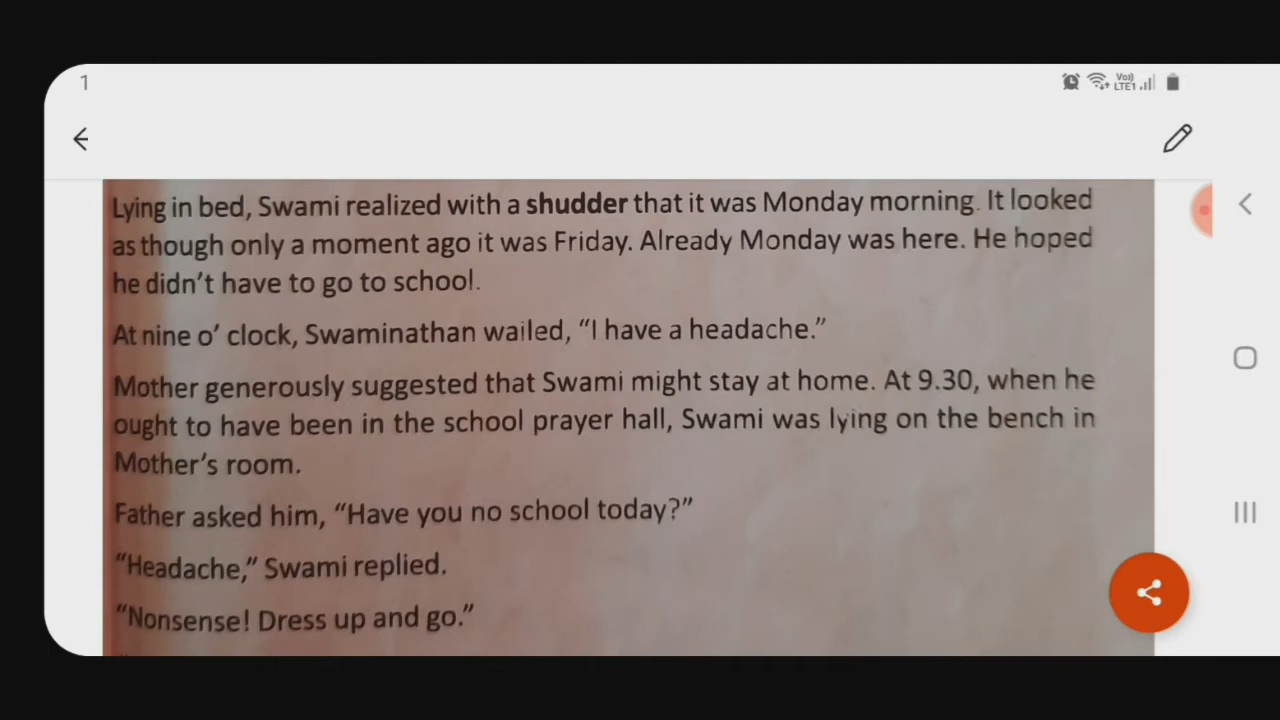 1
Vo))
LTE1
Lying in bed, Swami realized with a shudder that it was Monday morning. It looked
as though only a moment ago it was Friday. Already Monday was here. He hoped
he didn't have to go to school.
At nine o' clock, Swaminathan wailed, “I have a headache.”
Mother generously suggested that Swami might stay at home. At 9.30, when he
ought to have been in the school prayer hall, Swami was lying on the bench in
Mother's room.
Father asked him, “Have you no school today?”
“Headache,” Swami replied.
“Nonsense! Dress up and go.”